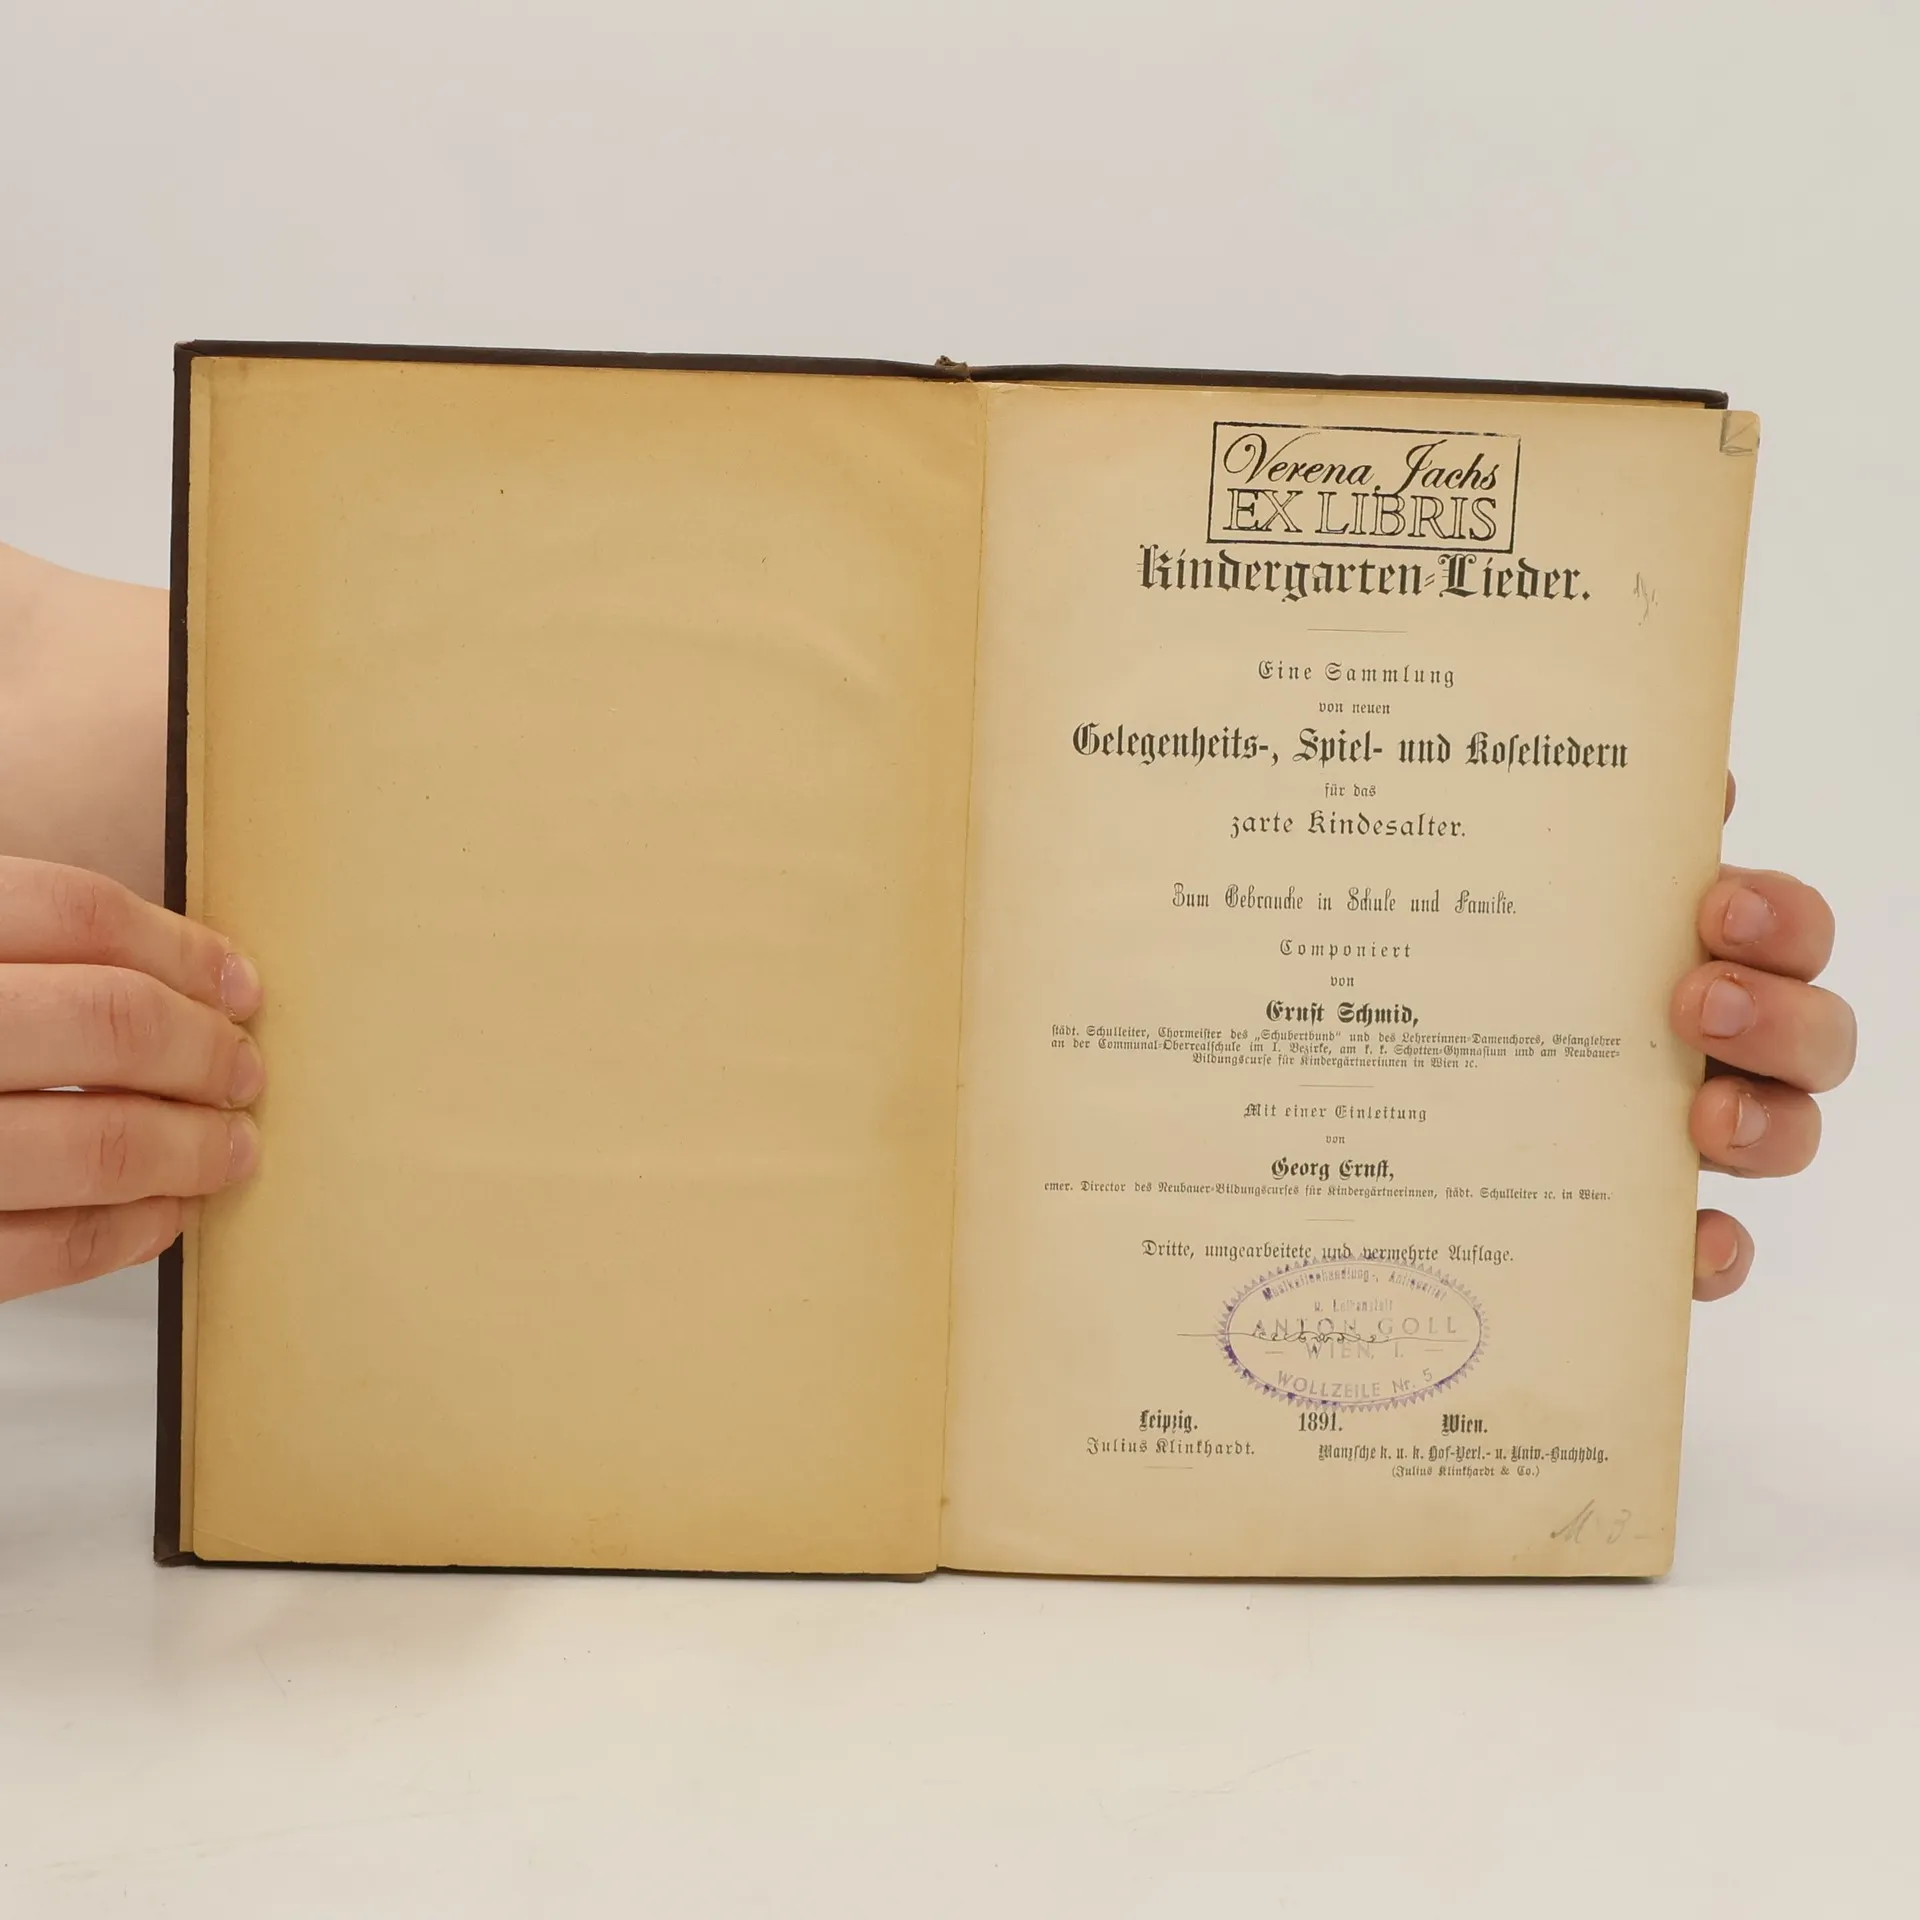 Verena Jachs
EX LIBRIS
Kindergarten-Lieder.
Eine Sammlung
von neuen
Gelegenheits-, Spiel- und Koseliedern
für das
zarte Kindesalter.
Zum Gebrauche in Schule und Familie.
Componiert
von
Ernst Schmid,
städt. Schulleiter, Chormeister des „Schubertbund“ und des Lehrerinnen-Damenchores, Gesanglehrer
an der Communal-Oberrealschule im I. Bezirke, am k. k. Schotten-Gymnasium und am Neubauer-
Bildungscurse für Kindergärtnerinnen in Wien ꝛc.
Mit einer Einleitung
von
Georg Ernst,
emer. Director des Neubauer-Bildungscurses für Kindergärtnerinnen, städt. Schulleiter ꝛc. in Wien.
Dritte, umgearbeitete und vermehrte Auflage.
Musikalienhandlung-, Antiquariat
u. Leihanstalt
ANTON GOLL
— WIEN, I. —
WOLLZEILE Nr. 5
Leipzig. 1891. Wien.
Julius Klinkhardt. Manzsche k. u. k. Hof-Verl.- u. Univ.-Buchhdlg.
(Julius Klinkhardt & Co.)
M 3-